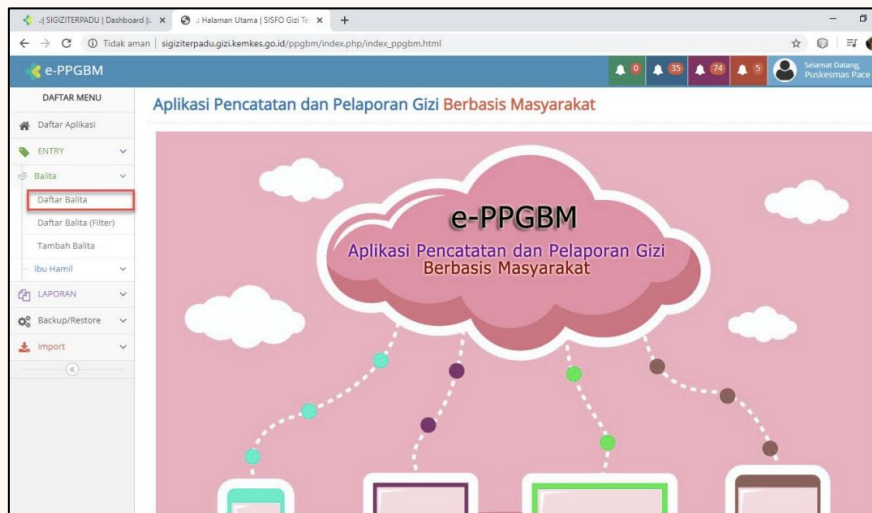 .:| SIGIZITERPADU | Dashboard |:.
.: Halaman Utama | SISFO Gizi Te
Tidak aman | sigiziterpadu.gizi.kemkes.go.id/ppgbm/index.php/index_ppgbm.html
e-PPGBM
0
35
74
5
Selamat Datang,
Puskesmas Pace
DAFTAR MENU
Daftar Aplikasi
ENTRY
Balita
Daftar Balita
Daftar Balita (Filter)
Tambah Balita
Ibu Hamil
LAPORAN
Backup/Restore
Import
Aplikasi Pencatatan dan Pelaporan Gizi Berbasis Masyarakat
e-PPGBM
Aplikasi Pencatatan dan Pelaporan Gizi
Berbasis Masyarakat